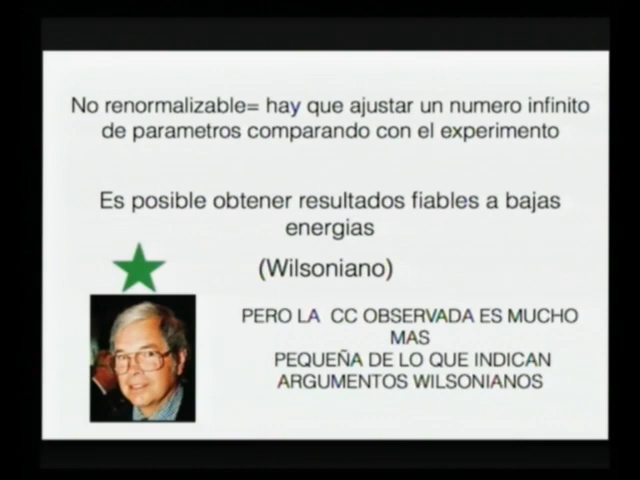 No renormalizable= hay que ajustar un numero infinito
de parametros comparando con el experimento
Es posible obtener resultados fiables a bajas
energias
(Wilsoniano)
PERO LA CC OBSERVADA ES MUCHO
MAS
PEQUEÑA DE LO QUE INDICAN
ARGUMENTOS WILSONIANOS